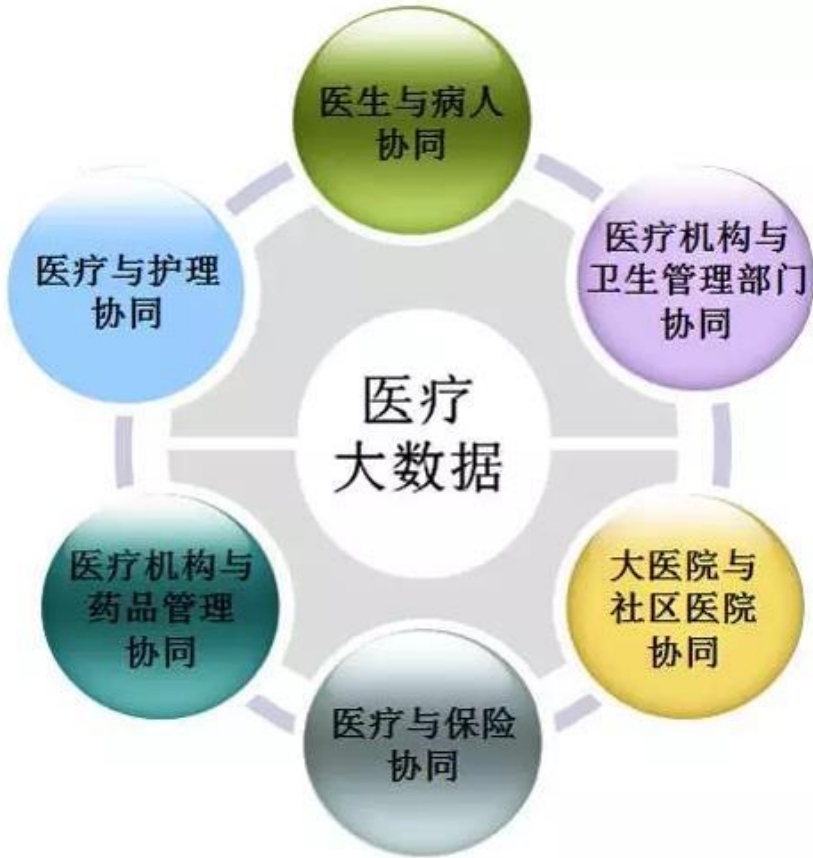 医生与病人
协同
医疗机构与
卫生管理部门
协同
大医院与
社区医院
协同
医疗与保险
协同
医疗机构与
药品管理
协同
医疗与护理
协同
医疗
大数据